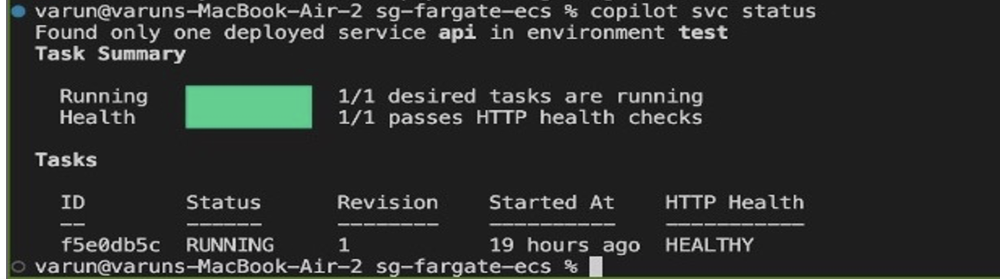 varun@varuns-MacBook-Air-2 sg-fargate-ecs % copilot svc status
Found only one deployed service api in environment test
Task Summary
Running 1/1 desired tasks are running
Health 1/1 passes HTTP health checks
Tasks
ID Status Revision Started At HTTP Health
f5e0db5c RUNNING 1 19 hours ago HEALTHY
varun@varuns-MacBook-Air-2 sg-fargate-ecs %